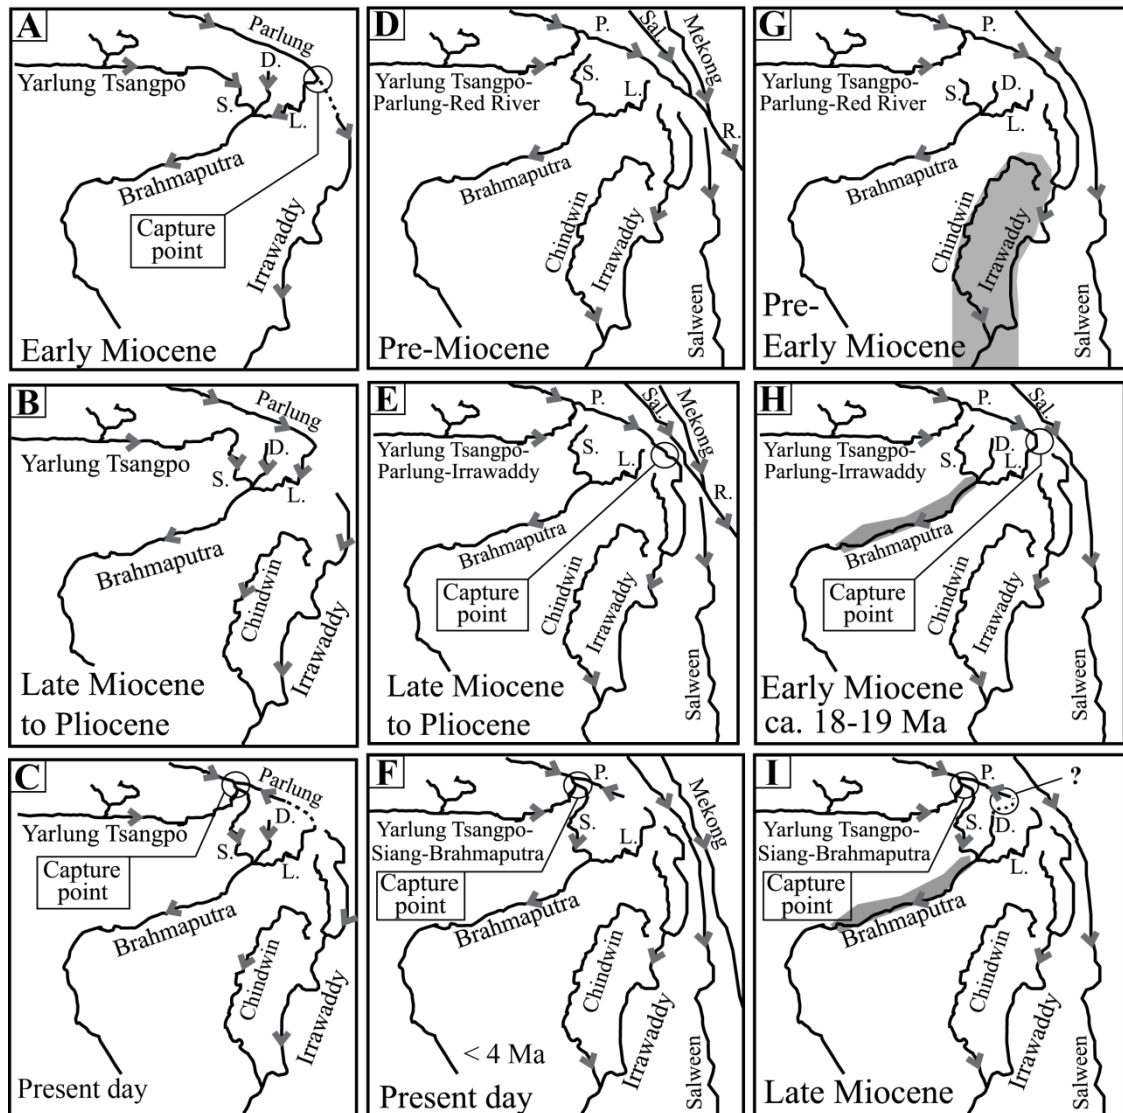 A
Parlung
D.
Yarlung Tsangpo
S.
L.
Brahmaputra
Capture
point
Irrawaddy
Early Miocene
D
P.
Sal.
Mekong
Yarlung Tsangpo-
Parlung-Red River
S.
L.
R.
Brahmaputra
Chindwin
Irrawaddy
Salween
Pre-Miocene
G
P.
Yarlung Tsangpo-
Parlung-Red River
S.
D.
L.
Brahmaputra
Chindwin
Irrawaddy
Pre-
Early Miocene
B
Parlung
Yarlung Tsangpo
D.
S.
L.
Brahmaputra
Chindwin
Irrawaddy
Late Miocene
to Pliocene
E
P.
Sal.
Mekong
Yarlung Tsangpo-
Parlung-Irrawaddy
S.
L.
R.
Brahmaputra
Capture
point
Chindwin
Irrawaddy
Salween
Late Miocene
to Pliocene
H
P.
Sal.
Yarlung Tsangpo-
Parlung-Irrawaddy
S.
D.
L.
Brahmaputra
Capture
point
Chindwin
Irrawaddy
Early Miocene
ca. 18-19 Ma
C
Parlung
Yarlung Tsangpo
D.
S.
L.
Capture
point
Brahmaputra
Chindwin
Irrawaddy
Present day
F
P.
Mekong
Yarlung Tsangpo-
Siang-Brahmaputra
S.
L.
Capture
point
Brahmaputra
Chindwin
Irrawaddy
Salween
< 4 Ma
Present day
I
P.
?
Yarlung Tsangpo-
Siang-Brahmaputra
S.
D.
L.
Capture
point
Brahmaputra
Chindwin
Irrawaddy
Salween
Late Miocene